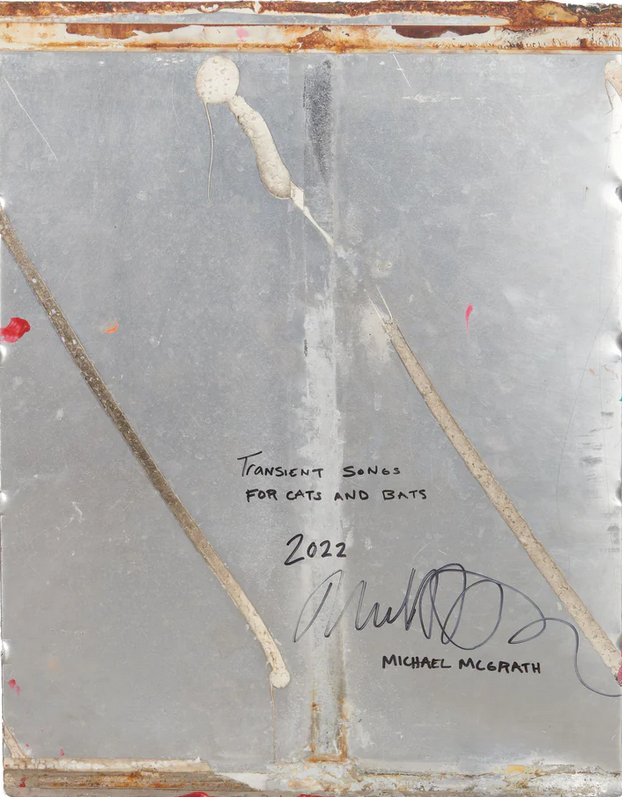 TRANSIENT SONGS
FOR CATS AND BATS
2022
MICHAEL MCGRATH